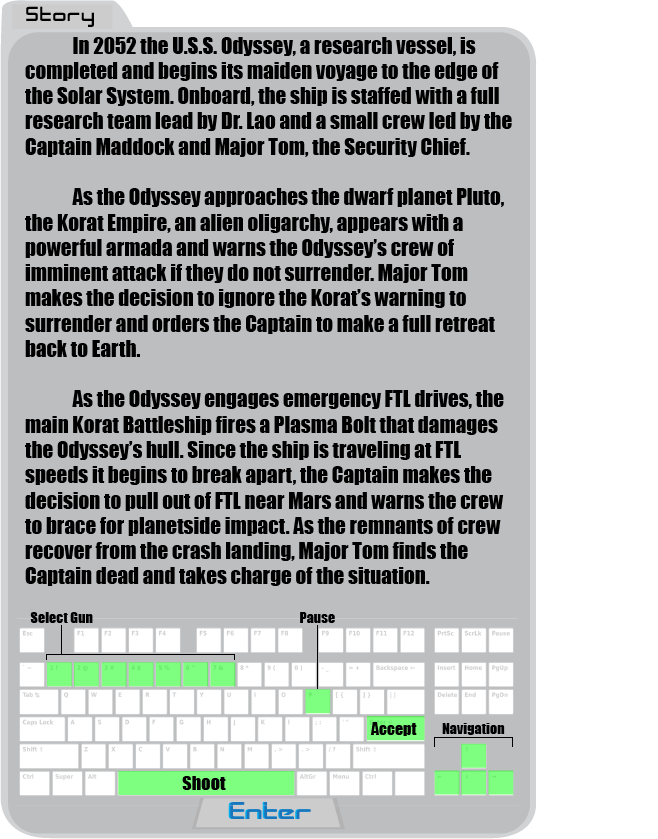 Story
In 2052 the U.S.S. Odyssey, a research vessel, is
completed and begins its maiden voyage to the edge of
the Solar System. Onboard, the ship is staffed with a full
research team lead by Dr. Lao and a small crew led by the
Captain Maddock and Major Tom, the Security Chief.
As the Odyssey approaches the dwarf planet Pluto,
the Korat Empire, an alien oligarchy, appears with a
powerful armada and warns the Odyssey’s crew of
imminent attack if they do not surrender. Major Tom
makes the decision to ignore the Korat’s warning to
surrender and orders the Captain to make a full retreat
back to Earth.
As the Odyssey engages emergency FTL drives, the
main Korat Battleship fires a Plasma Bolt that damages
the Odyssey’s hull. Since the ship is traveling at FTL
speeds it begins to break apart, the Captain makes the
decision to pull out of FTL near Mars and warns the crew
to brace for planetside impact. As the remnants of crew
recover from the crash landing, Major Tom finds the
Captain dead and takes charge of the situation.
Select Gun Pause
Esc F1 F2 F3 F4 F5 F6 F7 F8 F9 F10 F11 F12 PrtSc ScrLk Pause
Backspace Insert Home PgUp
Tab Q W E R T Y U I O P Delete End PgDn
Caps Lock A S D F G H J K Accept Navigation
Shift Z X C V B N M Shift
Ctrl Super Alt Shoot AltGr Menu Ctrl
Enter